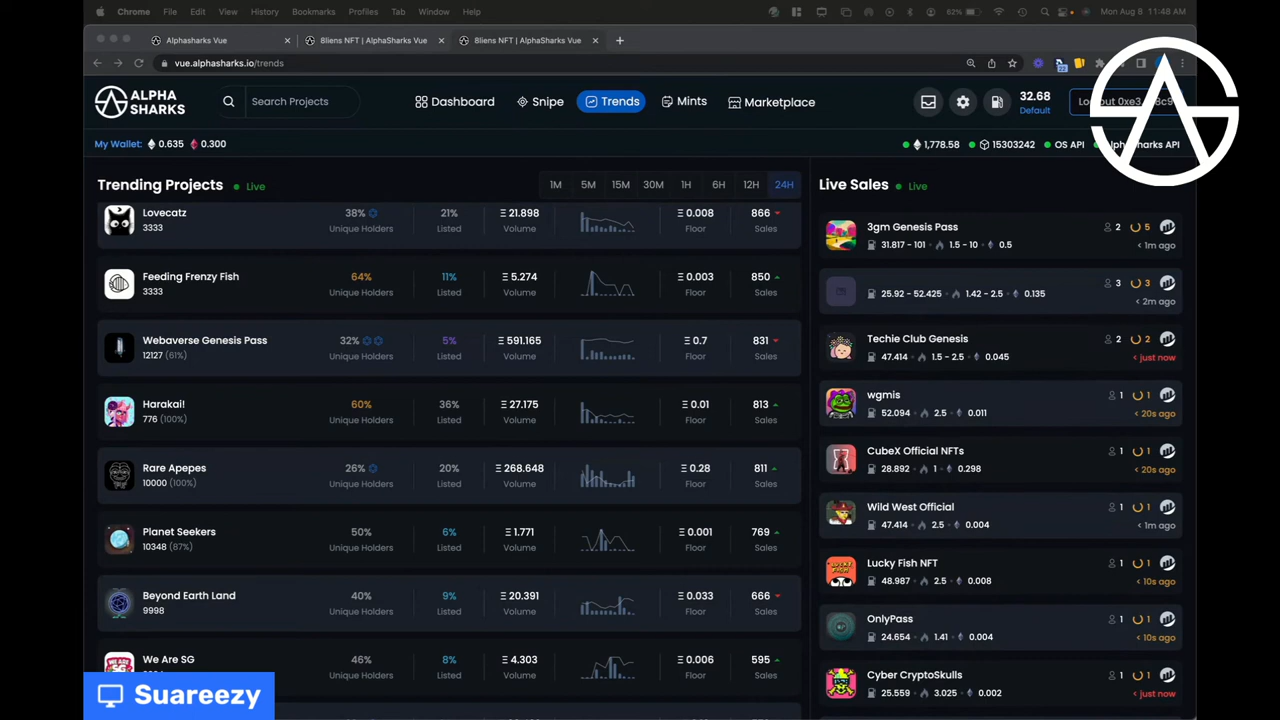 Chrome File Edit View History Bookmarks Profiles Tab Window Help
62% Mon Aug 8 11:48 AM
Alphasharks Vue
8liens NFT | AlphaSharks Vue
8liens NFT | AlphaSharks Vue
vue.alphasharks.io/trends
22
ALPHA SHARKS
Search Projects
Dashboard Snipe Trends Mints Marketplace
32.68
Default
My Wallet: 0.635 0.300
1,778.58 15303242 OS API
Trending Projects Live
1M 5M 15M 30M 1H 6H 12H 24H
Lovecatz 38% 21% Ξ 21.898 Ξ 0.008 866
3333 Unique Holders Listed Volume Floor Sales
Feeding Frenzy Fish 64% 11% Ξ 5.274 Ξ 0.003 850
3333 Unique Holders Listed Volume Floor Sales
Webaverse Genesis Pass 32% 5% Ξ 591.165 Ξ 0.7 831
12127 (61%) Unique Holders Listed Volume Floor Sales
Harakai! 60% 36% Ξ 27.175 Ξ 0.01 813
776 (100%) Unique Holders Listed Volume Floor Sales
Rare Apepes 26% 20% Ξ 268.648 Ξ 0.28 811
10000 (100%) Unique Holders Listed Volume Floor Sales
Planet Seekers 50% 6% Ξ 1.771 Ξ 0.001 769
10348 (87%) Unique Holders Listed Volume Floor Sales
Beyond Earth Land 40% 9% Ξ 20.391 Ξ 0.033 666
9998 Unique Holders Listed Volume Floor Sales
We Are SG 46% 8% Ξ 4.303 Ξ 0.006 595
Unique Holders Listed Volume Floor Sales
Live Sales Live
3gm Genesis Pass 2 5
31.817 - 101 1.5 - 10 0.5 < 1m ago
3 3
25.92 - 52.425 1.42 - 2.5 0.135 < 2m ago
Techie Club Genesis 2 2
47.414 1.5 - 2.5 0.045 < just now
wgmis 1 1
52.094 2.5 0.011 < 20s ago
CubeX Official NFTs 1 1
28.892 1 0.298 < 20s ago
Wild West Official 1 1
47.414 2.5 0.004 < 1m ago
Lucky Fish NFT 1 1
48.987 2.5 0.008 < 10s ago
OnlyPass 1 1
24.654 1.41 0.004 < 10s ago
Cyber CryptoSkulls 1 1
25.559 3.025 0.002 < just now
Suareezy